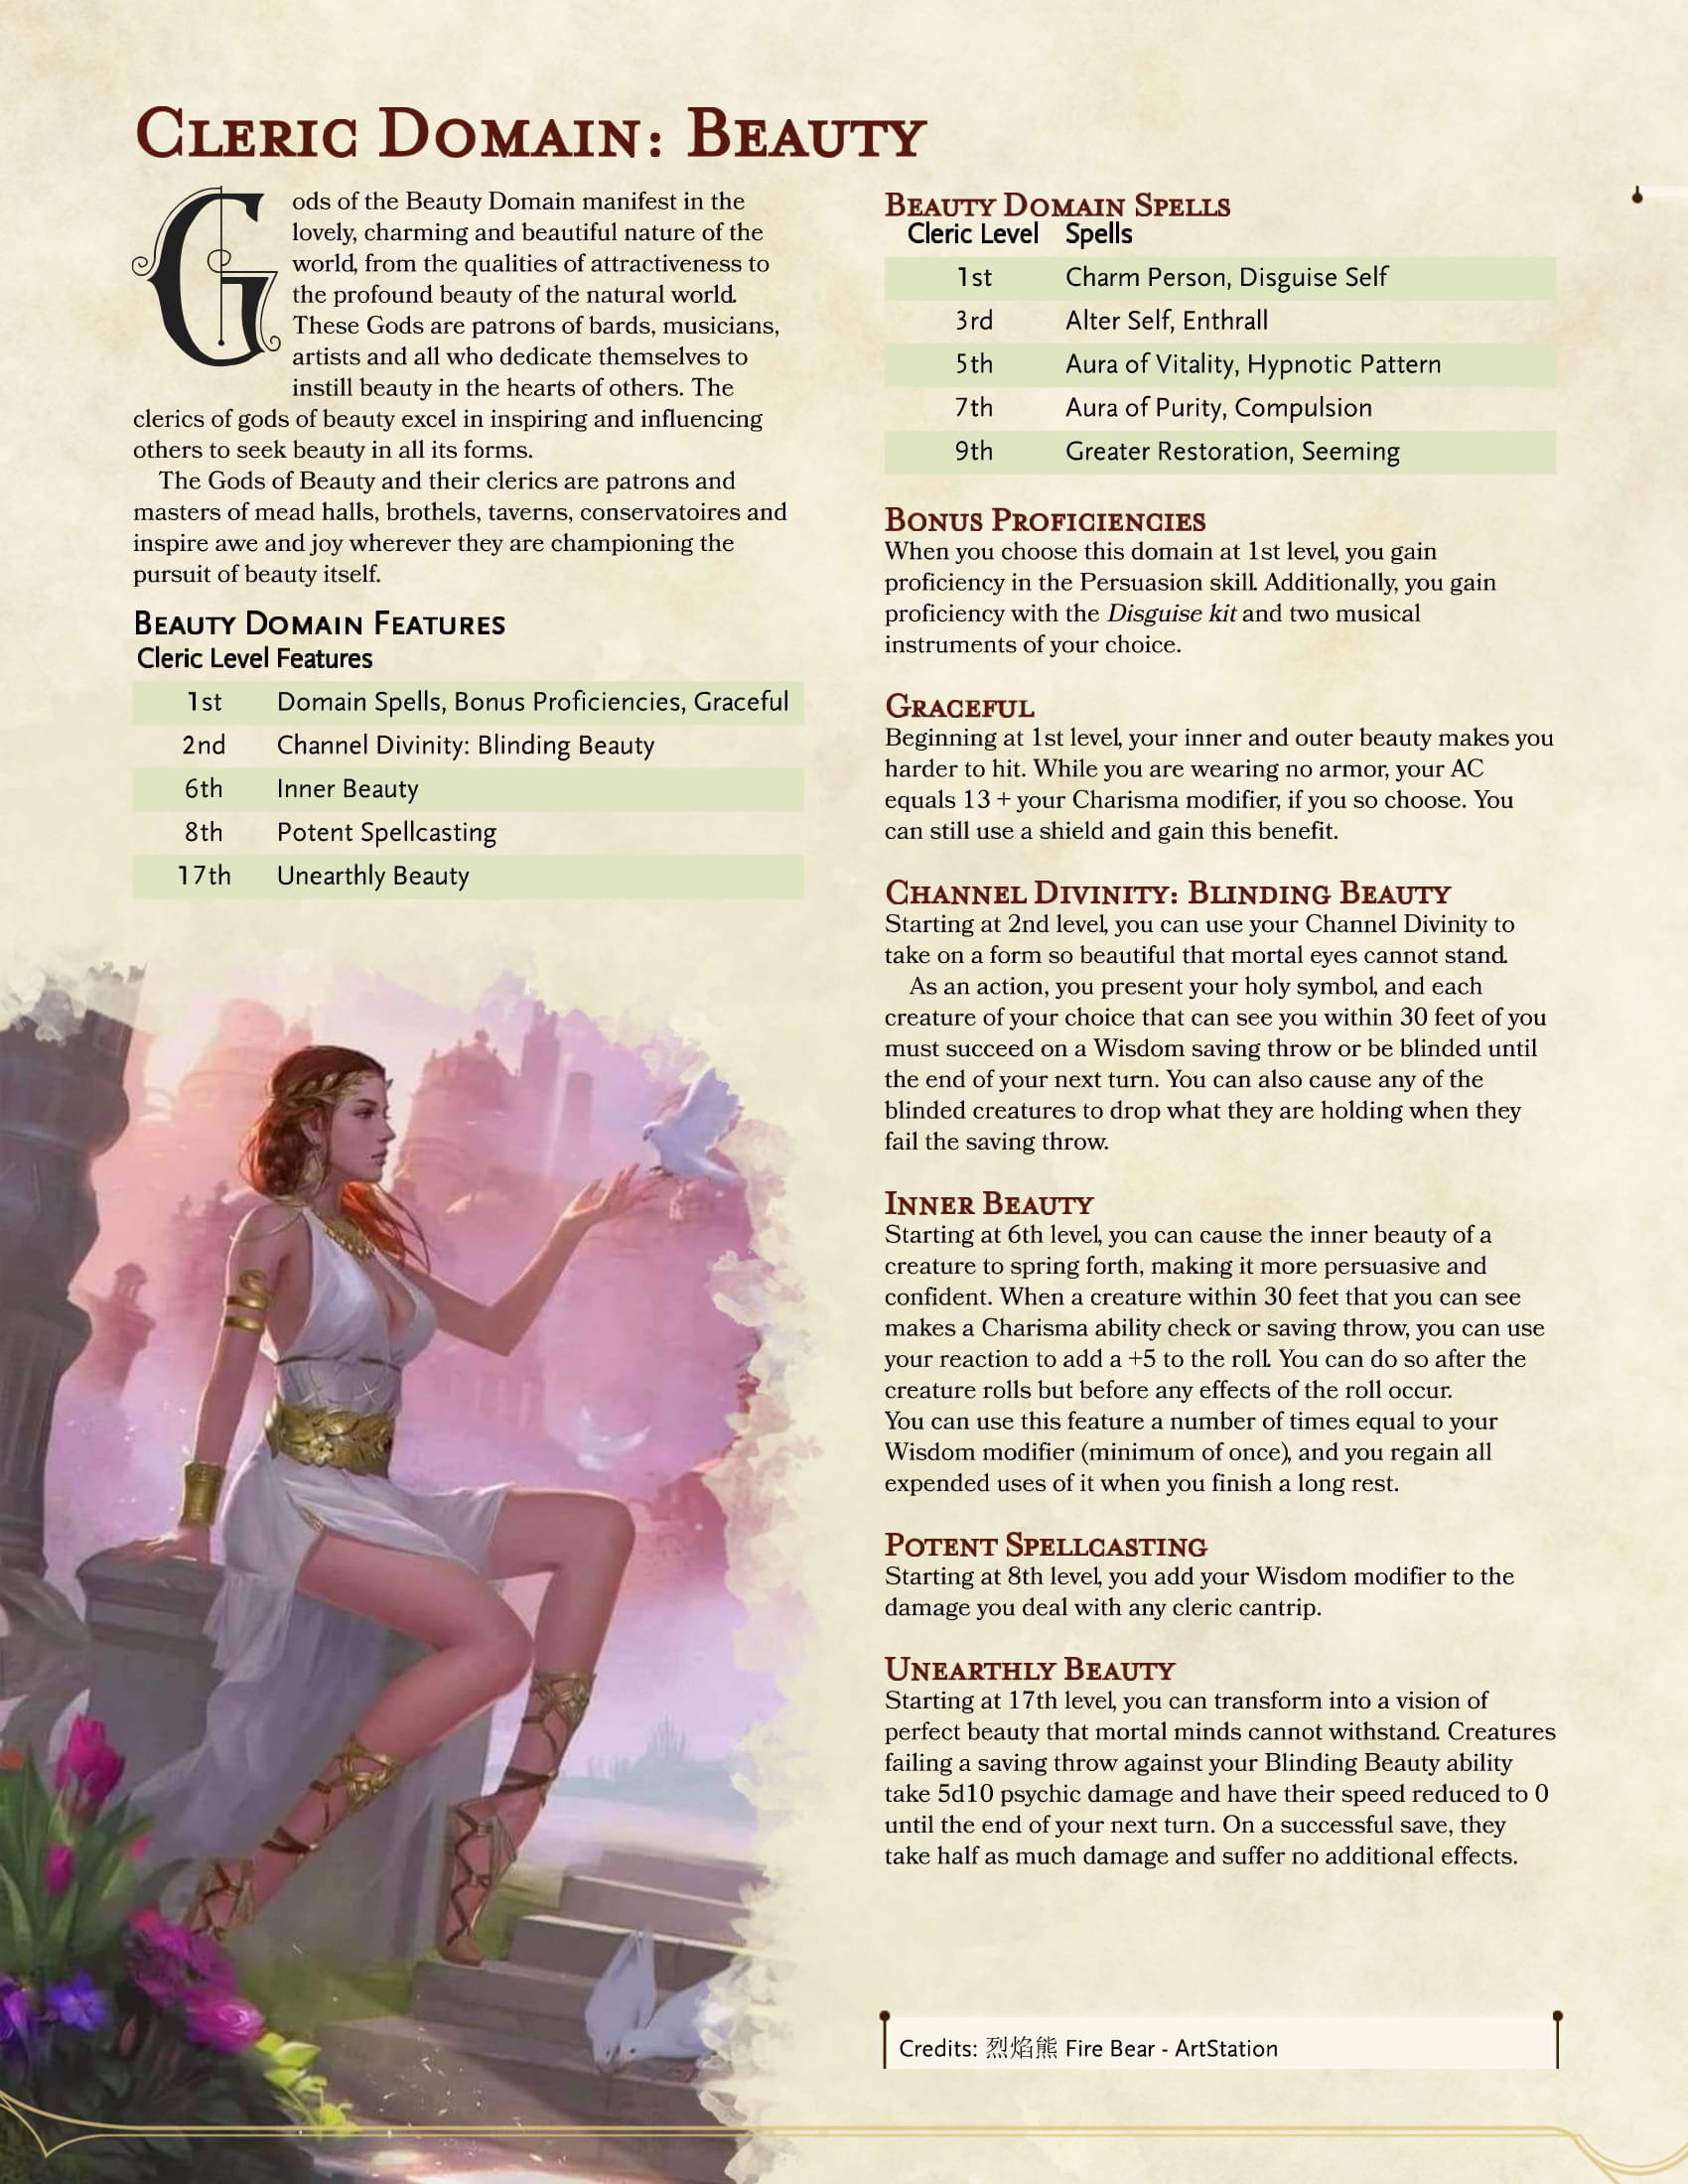 Cleric Domain: Beauty
Gods of the Beauty Domain manifest in the
lovely, charming and beautiful nature of the
world, from the qualities of attractiveness to
the profound beauty of the natural world.
These Gods are patrons of bards, musicians,
artists and all who dedicate themselves to
instill beauty in the hearts of others. The
clerics of gods of beauty excel in inspiring and influencing
others to seek beauty in all its forms.
The Gods of Beauty and their clerics are patrons and
masters of mead halls, brothels, taverns, conservatoires and
inspire awe and joy wherever they are championing the
pursuit of beauty itself.
Beauty Domain Features
Cleric Level Features
1st Domain Spells, Bonus Proficiencies, Graceful
2nd Channel Divinity: Blinding Beauty
6th Inner Beauty
8th Potent Spellcasting
17th Unearthly Beauty
Beauty Domain Spells
Cleric Level Spells
1st Charm Person, Disguise Self
3rd Alter Self, Enthrall
5th Aura of Vitality, Hypnotic Pattern
7th Aura of Purity, Compulsion
9th Greater Restoration, Seeming
Bonus Proficiencies
When you choose this domain at 1st level, you gain
proficiency in the Persuasion skill. Additionally, you gain
proficiency with the Disguise kit and two musical
instruments of your choice.
Graceful
Beginning at 1st level, your inner and outer beauty makes you
harder to hit. While you are wearing no armor, your AC
equals 13 + your Charisma modifier, if you so choose. You
can still use a shield and gain this benefit.
Channel Divinity: Blinding Beauty
Starting at 2nd level, you can use your Channel Divinity to
take on a form so beautiful that mortal eyes cannot stand.
As an action, you present your holy symbol, and each
creature of your choice that can see you within 30 feet of you
must succeed on a Wisdom saving throw or be blinded until
the end of your next turn. You can also cause any of the
blinded creatures to drop what they are holding when they
fail the saving throw.
Inner Beauty
Starting at 6th level, you can cause the inner beauty of a
creature to spring forth, making it more persuasive and
confident. When a creature within 30 feet that you can see
makes a Charisma ability check or saving throw, you can use
your reaction to add a +5 to the roll. You can do so after the
creature rolls but before any effects of the roll occur.
You can use this feature a number of times equal to your
Wisdom modifier (minimum of once), and you regain all
expended uses of it when you finish a long rest.
Potent Spellcasting
Starting at 8th level, you add your Wisdom modifier to the
damage you deal with any cleric cantrip.
Unearthly Beauty
Starting at 17th level, you can transform into a vision of
perfect beauty that mortal minds cannot withstand. Creatures
failing a saving throw against your Blinding Beauty ability
take 5d10 psychic damage and have their speed reduced to 0
until the end of your next turn. On a successful save, they
take half as much damage and suffer no additional effects.
Credits: 烈焰熊 Fire Bear - ArtStation